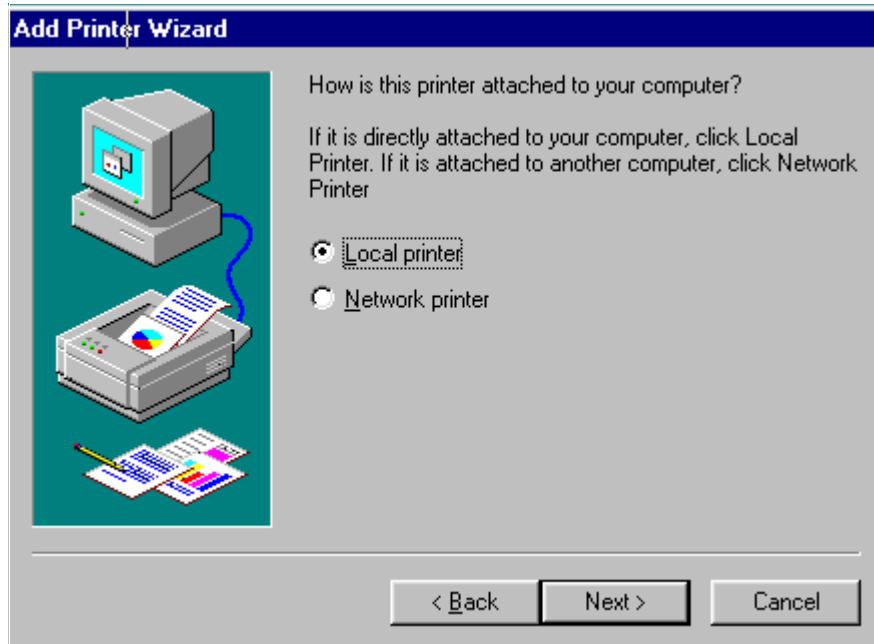 Add Printer Wizard
How is this printer attached to your computer?
If it is directly attached to your computer, click Local
Printer. If it is attached to another computer, click Network
Printer
Local printer
Network printer
< Back
Next >
Cancel